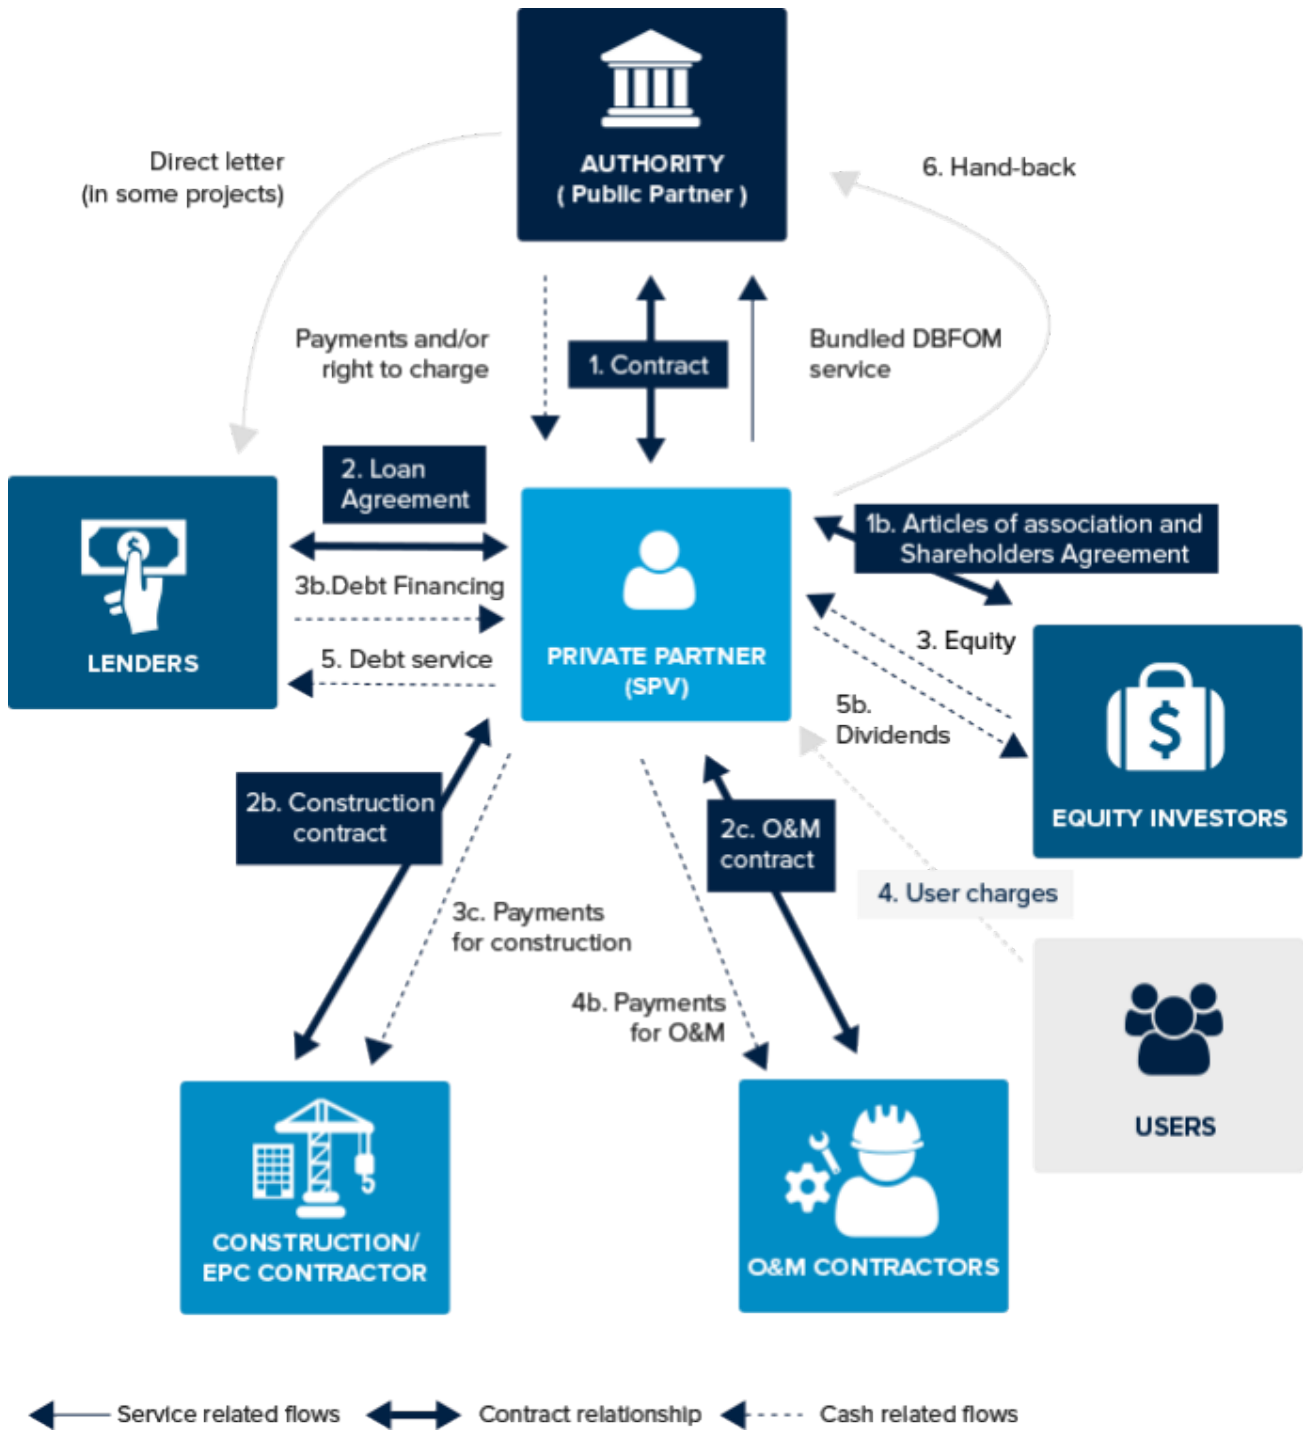 AUTHORITY
( Public Partner )
Direct letter
(in some projects)
6. Hand-back
Payments and/or
right to charge
1. Contract
Bundled DBFOM
service
2. Loan
Agreement
1b. Articles of association and
Shareholders Agreement
3b.Debt Financing
5. Debt service
LENDERS
PRIVATE PARTNER
(SPV)
3. Equity
5b.
Dividends
EQUITY INVESTORS
2b. Construction
contract
2c. O&M
contract
4. User charges
3c. Payments
for construction
4b. Payments
for O&M
USERS
CONSTRUCTION/
EPC CONTRACTOR
O&M CONTRACTORS
Service related flows
Contract relationship
Cash related flows